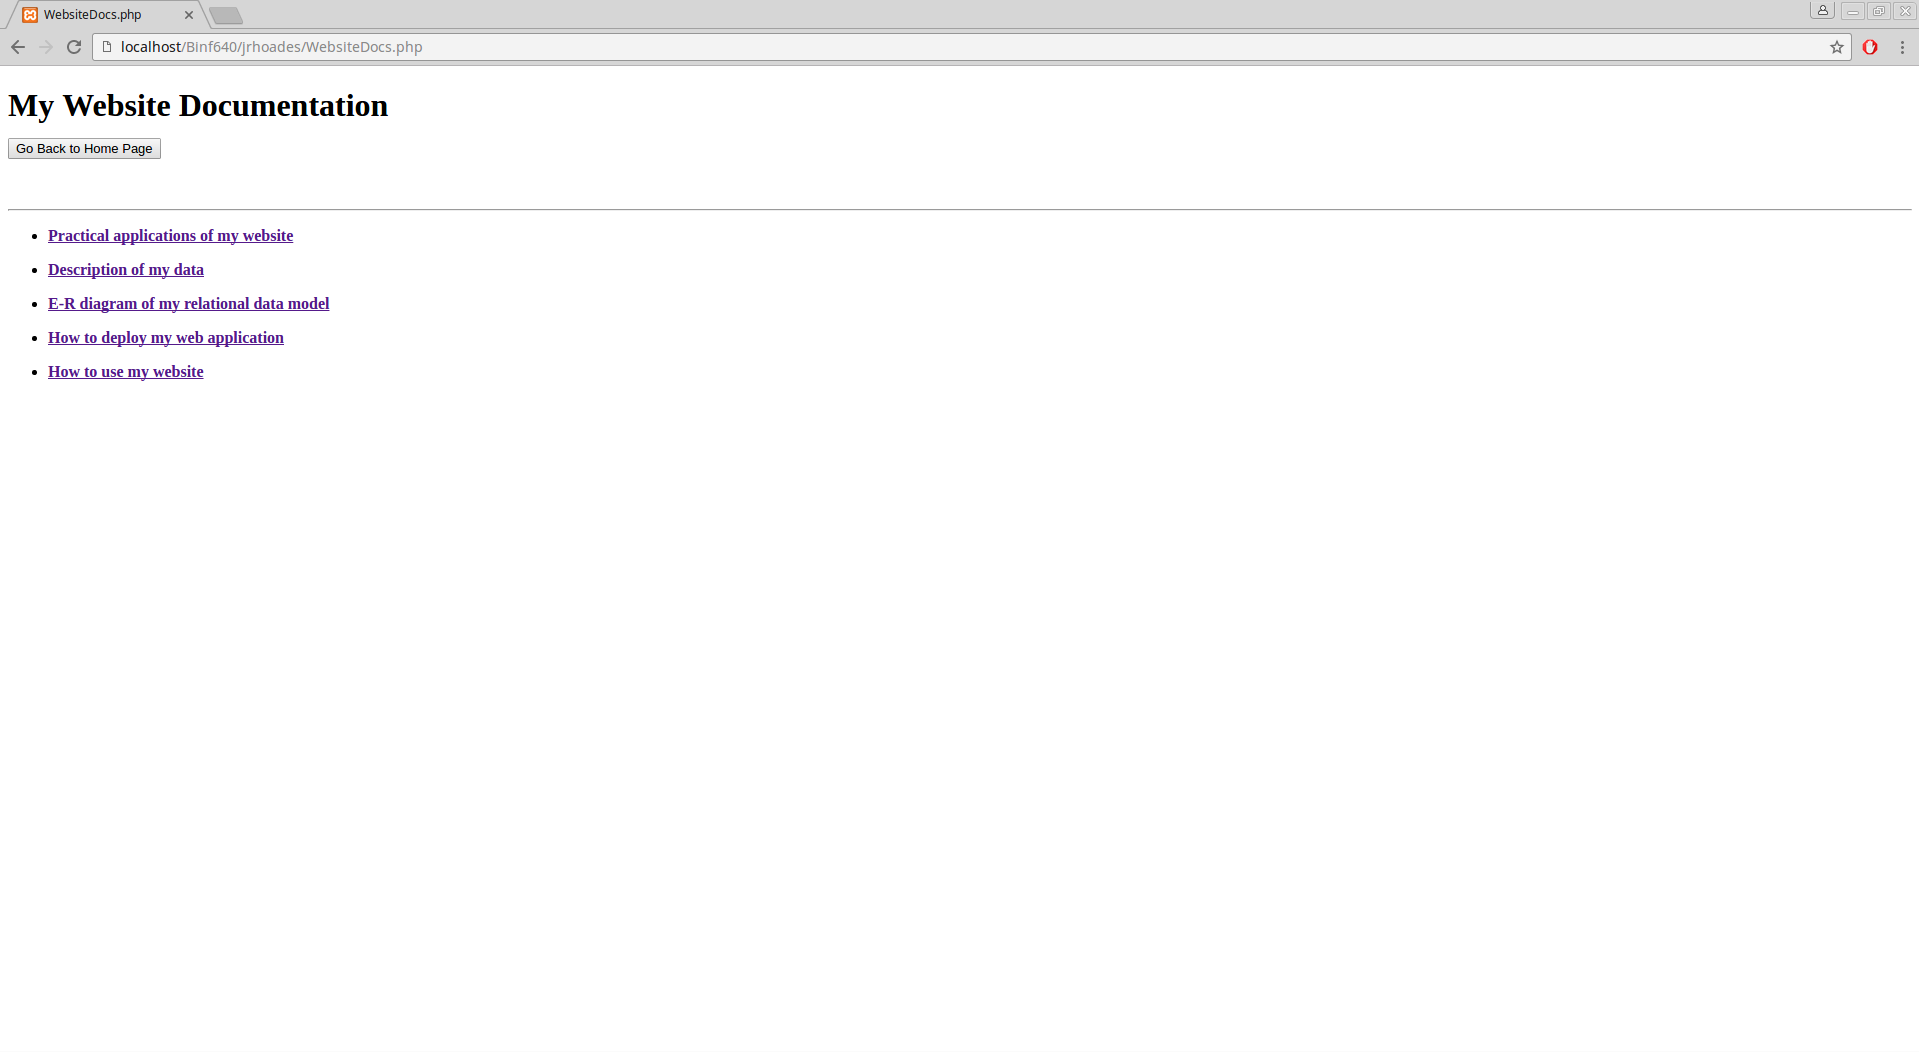 WebsiteDocs.php
localhost/Binf640/jrhoades/WebsiteDocs.php
My Website Documentation
Go Back to Home Page
Practical applications of my website
Description of my data
E-R diagram of my relational data model
How to deploy my web application
How to use my website